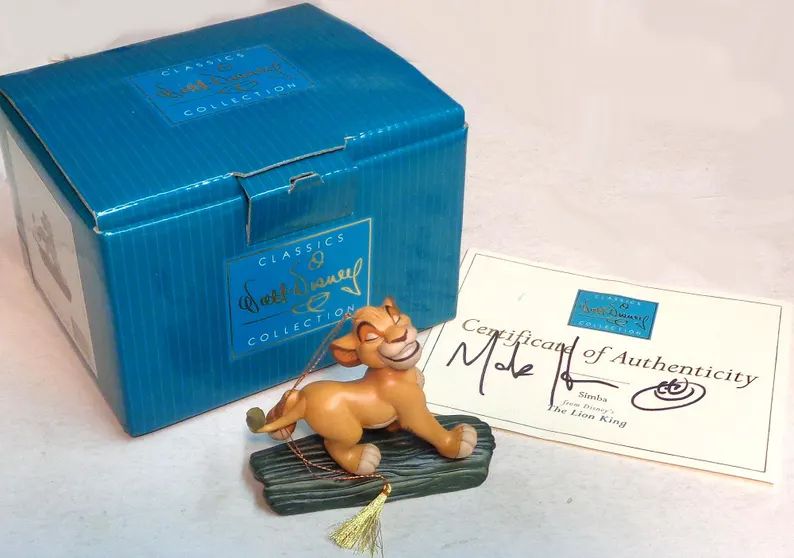 CLASSICS
Walt Disney
COLLECTION
CLASSICS
Walt Disney
COLLECTION
CLASSICS
Walt Disney
COLLECTION
Certificate of Authenticity
Simba
from Disney's
The Lion King